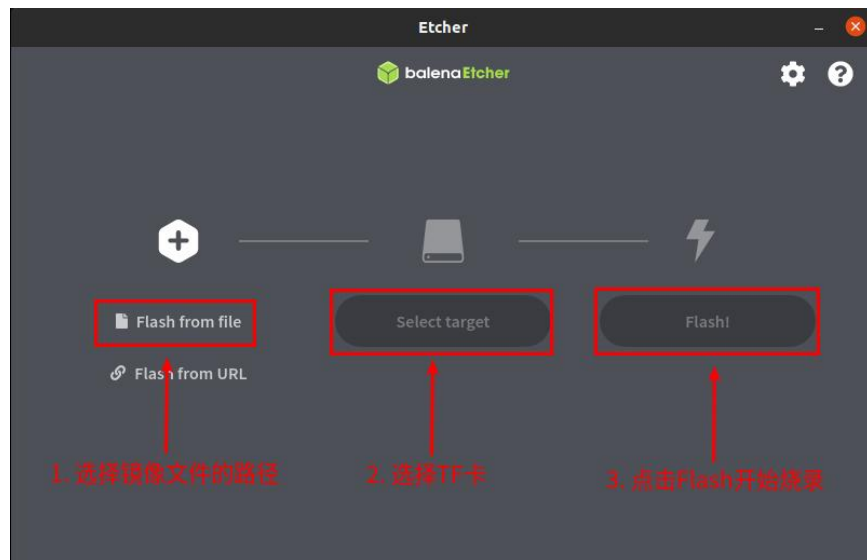 Etcher
balenaEtcher
Flash from file
Select target
Flash!
Flash from URL
1. 选择镜像文件的路径
2. 选择TF卡
3. 点击Flash开始烧录